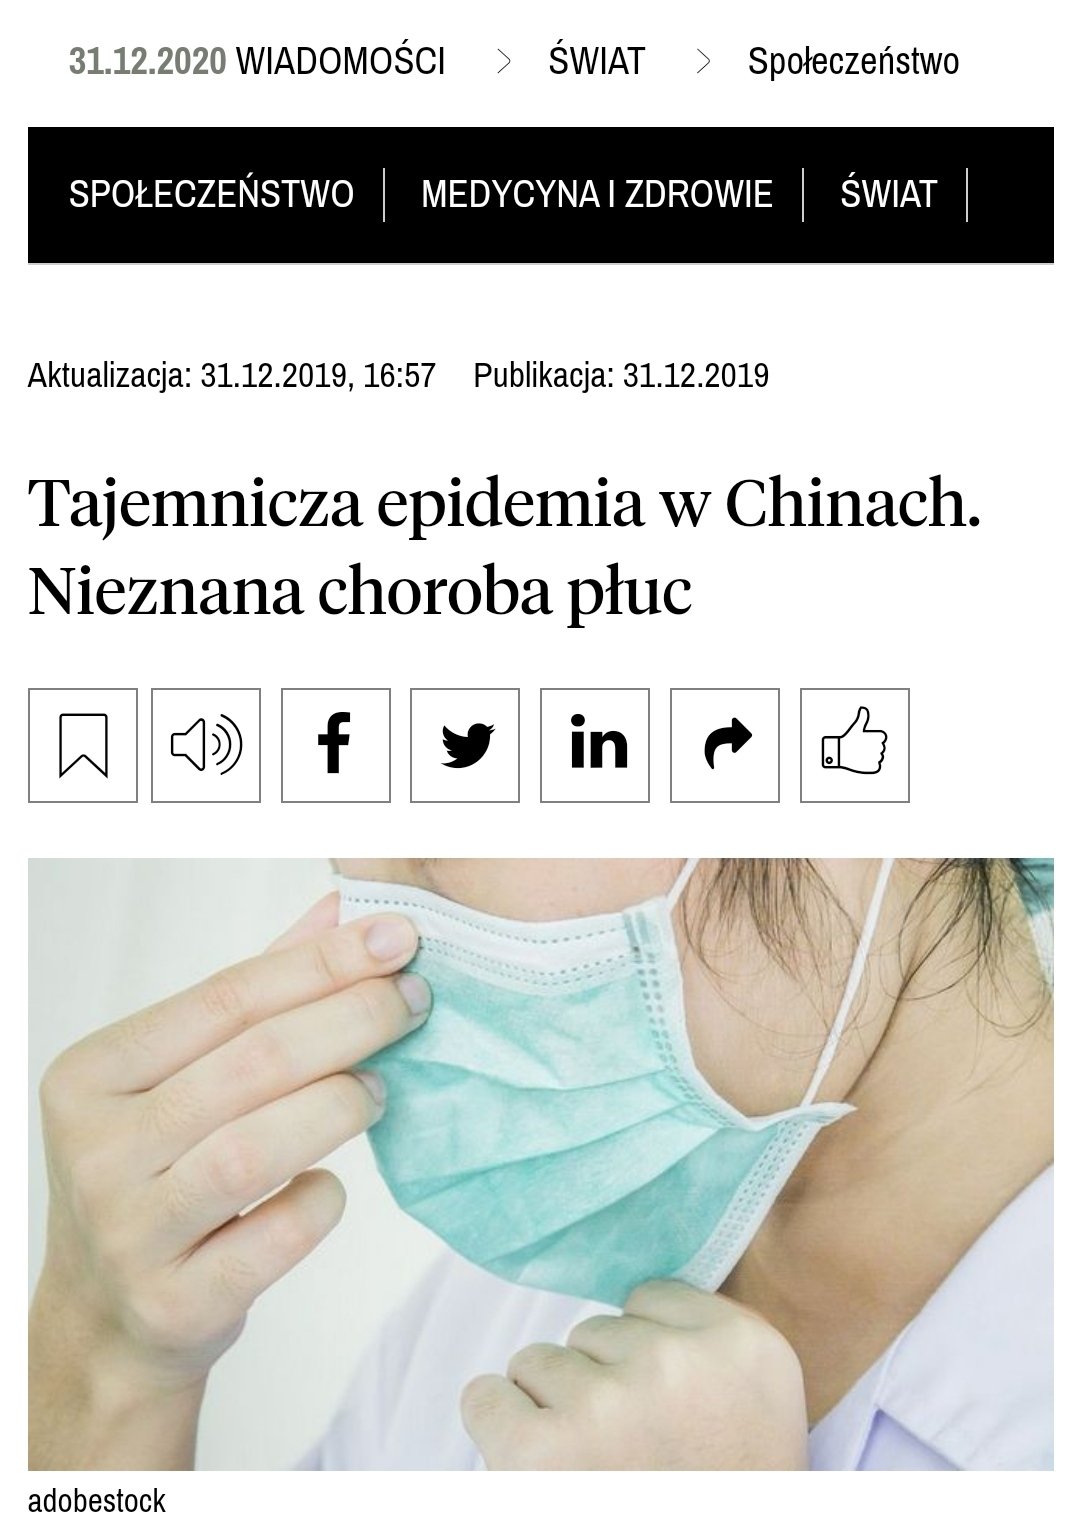 31.12.2020 WIADOMOŚCI > ŚWIAT > Społeczeństwo
SPOŁECZEŃSTWO | MEDYCYNA I ZDROWIE | ŚWIAT |
Aktualizacja: 31.12.2019, 16:57 Publikacja: 31.12.2019
Tajemnicza epidemia w Chinach.
Nieznana choroba płuc
adobestock